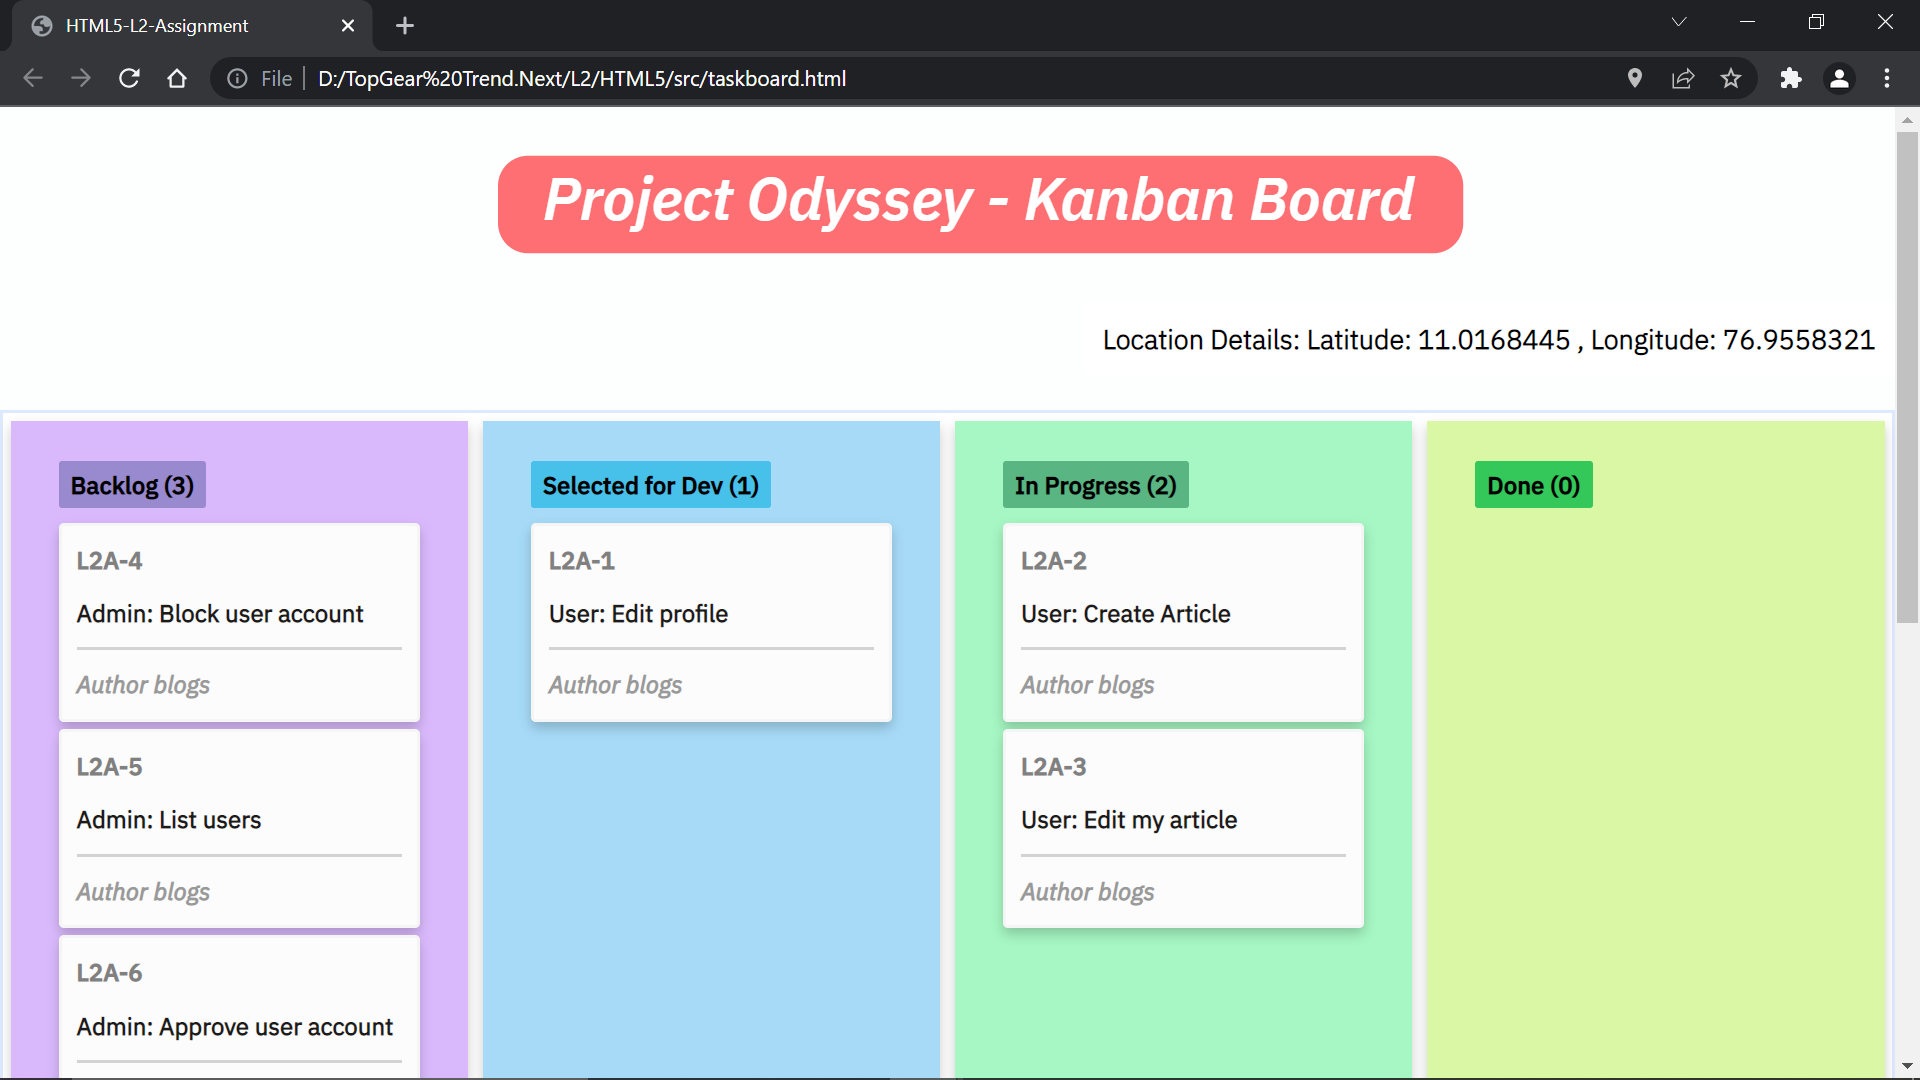 HTML5-L2-Assignment
File
D:/TopGear%20Trend.Next/L2/HTML5/src/taskboard.html
Project Odyssey - Kanban Board
Location Details: Latitude: 11.0168445 , Longitude: 76.9558321
Backlog (3)
L2A-4
Admin: Block user account
Author blogs
L2A-5
Admin: List users
Author blogs
L2A-6
Admin: Approve user account
Selected for Dev (1)
L2A-1
User: Edit profile
Author blogs
In Progress (2)
L2A-2
User: Create Article
Author blogs
L2A-3
User: Edit my article
Author blogs
Done (0)